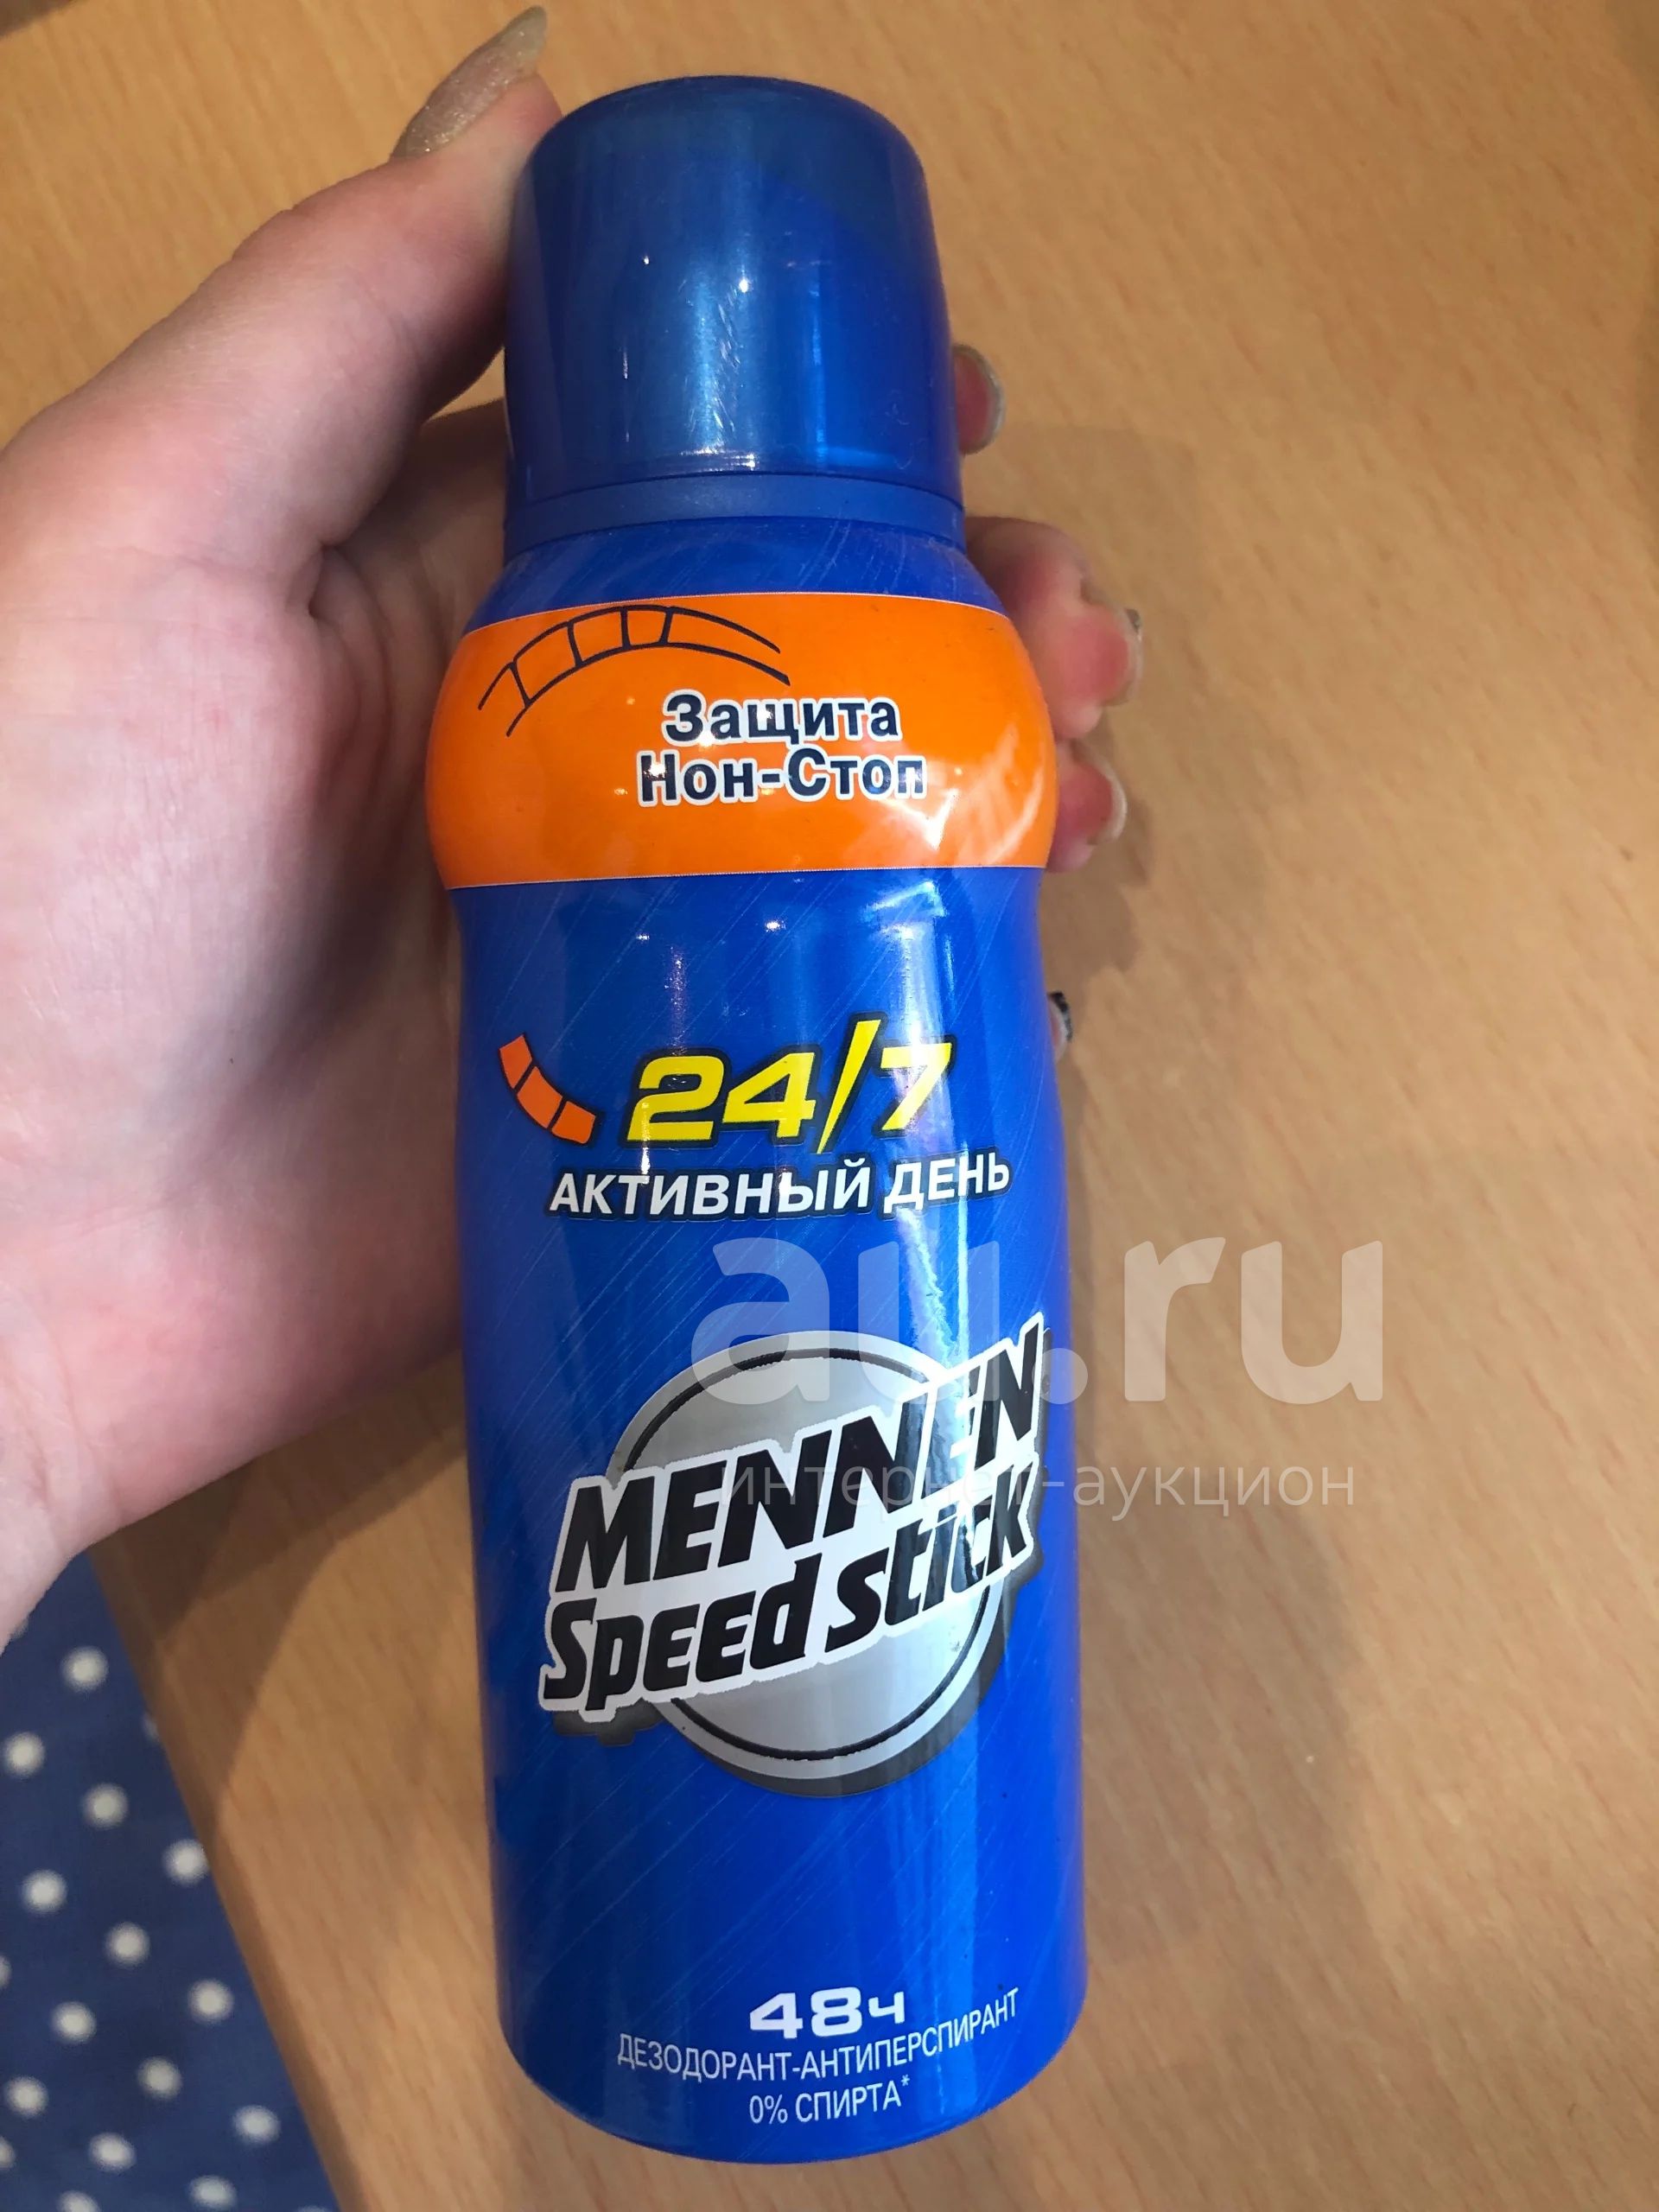 Защита
Нон-Стоп
24/7
АКТИВНЫЙ ДЕНЬ
au.ru
MENNEN
интернет-аукцион
Speed stick
48ч
ДЕЗОДОРАНТ-АНТИПЕРСПИРАНТ
0% СПИРТА*